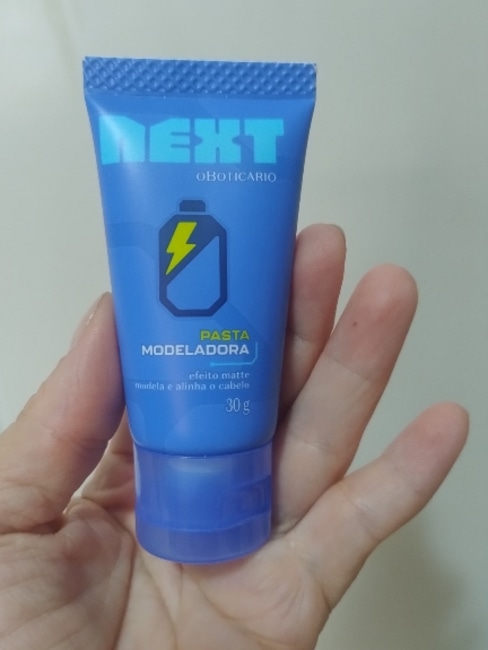 NEXT
OBOTICARIO
PASTA
MODELADORA
efeito matte
modela e alinha o cabelo
30 g